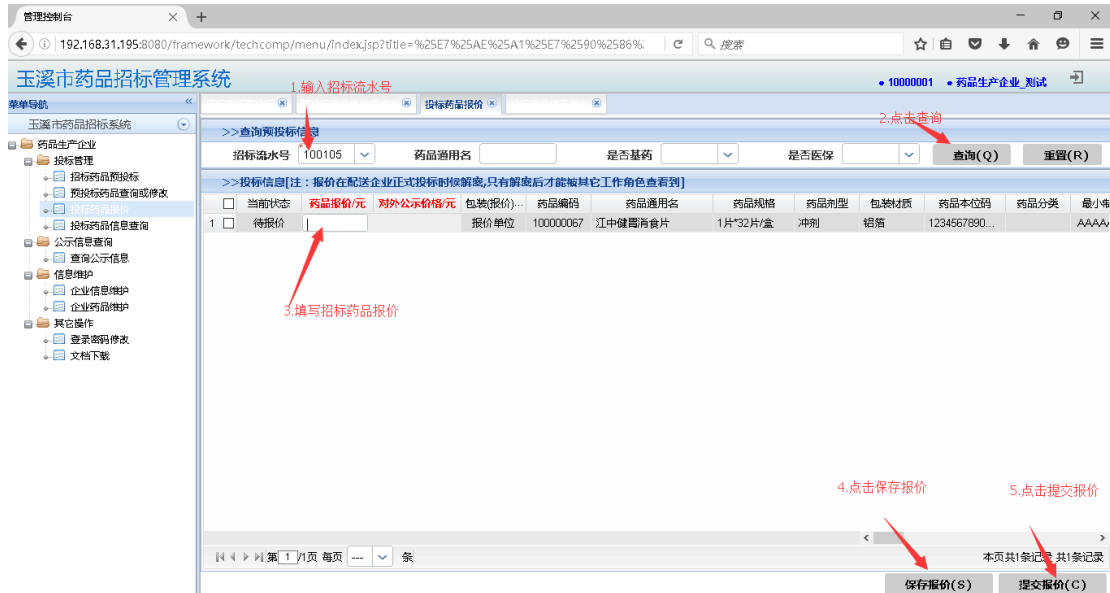 管理控制台
192.168.31.195:8080/framework/techcomp/menu/index.jsp?title=%25E7%25AE%25A1%25E7%2590%2586%
搜索
玉溪市药品招标管理系统
10000001 药品生产企业_测试
1.输入招标流水号
菜单导航
投标药品报价
2.点击查询
玉溪市药品招标系统
>>查询预投标信息
招标流水号 100105 药品通用名 是否基药 是否医保 查询(Q) 重置(R)
>>投标信息[注：报价在配送企业正式投标时候解密,只有解密后才能被其它工作角色查看到]
当前状态 药品报价/元 对外公示价格/元 包装(报价)... 药品编码 药品通用名 药品规格 药品剂型 包装材质 药品本位码 药品分类
1 待报价 报价单位 100000067 江中健胃消食片 1片*32片/盒 冲剂 铝箔 1234567890... AAAA
药品生产企业
投标管理
招标药品预投标
预投标药品查询或修改
投标药品报价
投标药品信息查询
公示信息查询
查询公示信息
信息维护
企业信息维护
企业药品维护
其它操作
登录密码修改
文档下载
3.填写招标药品报价
4.点击保存报价
5.点击提交报价
第 1 /1页 每页 --- 条
本页共1条记录 共1条记录
保存报价(S) 提交报价(C)